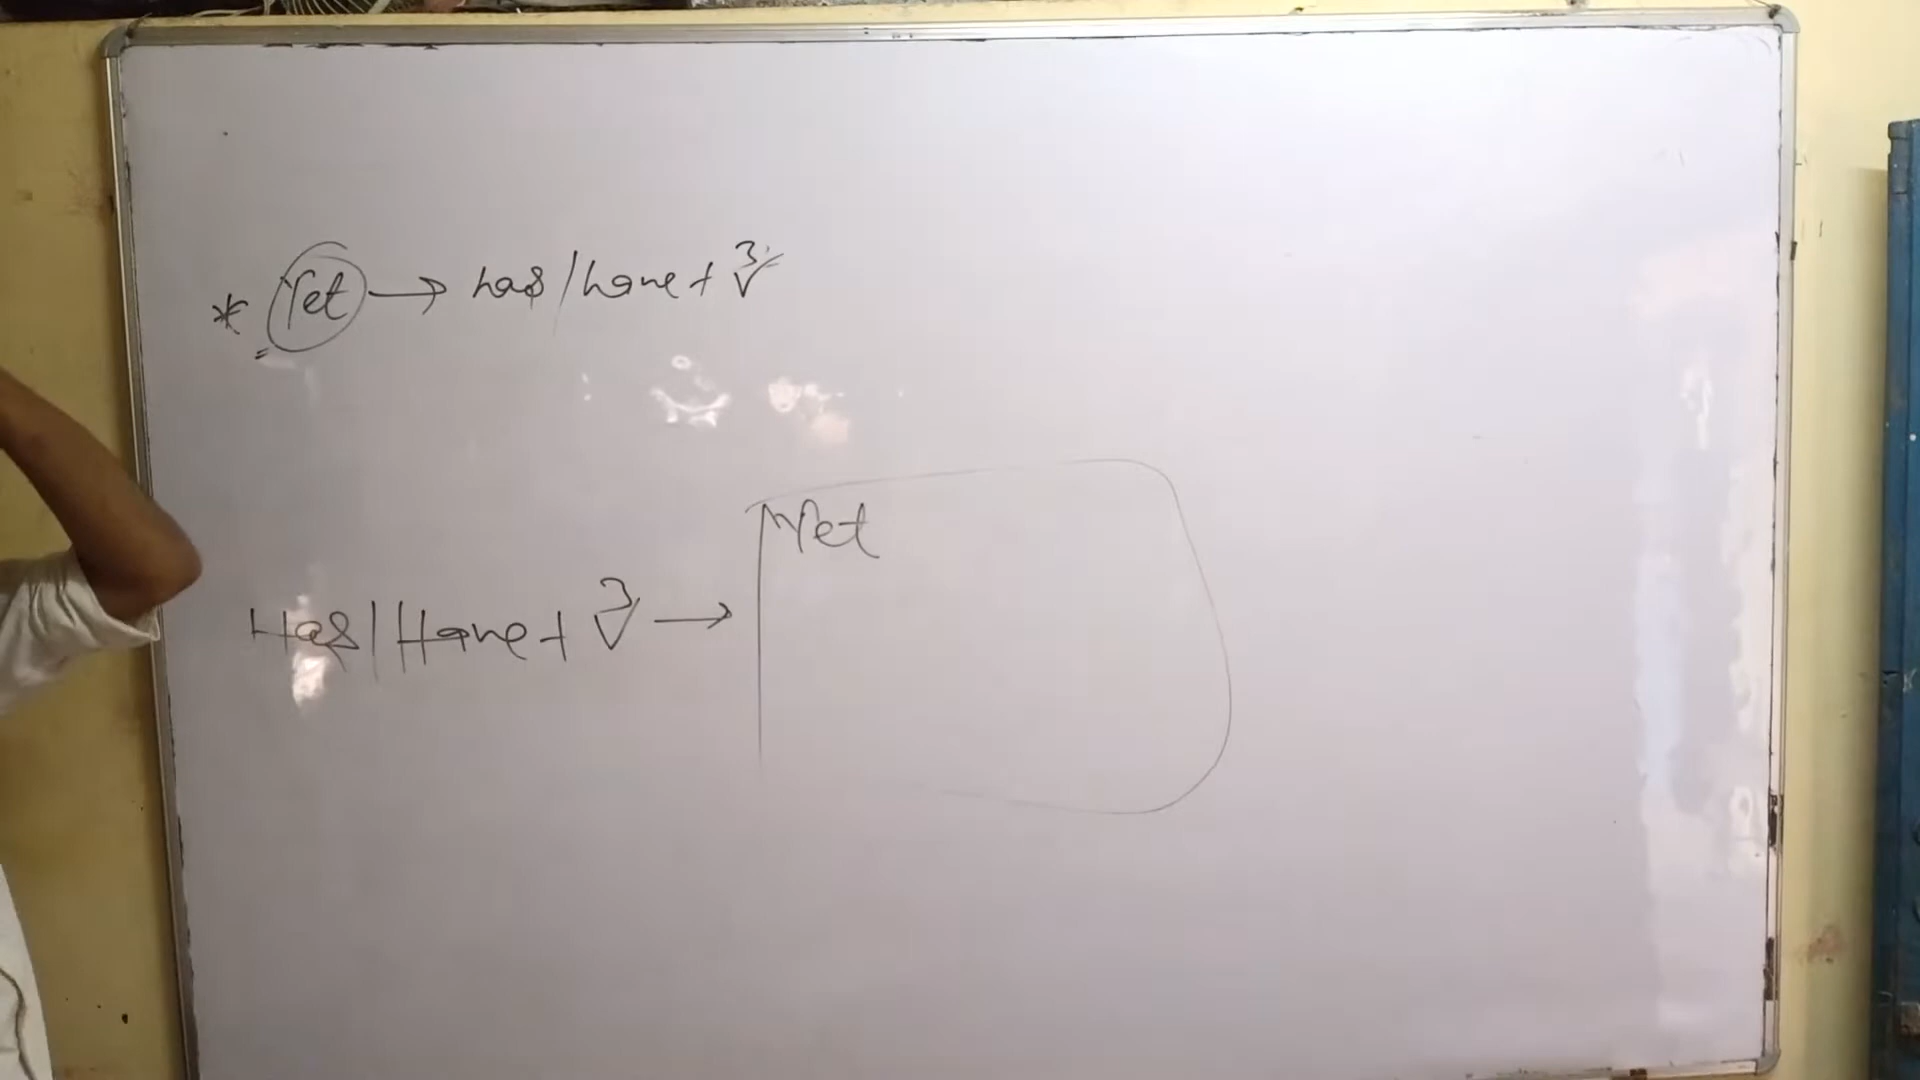 * Yet → has/have + V³
Yet
Has/Have + V³ →